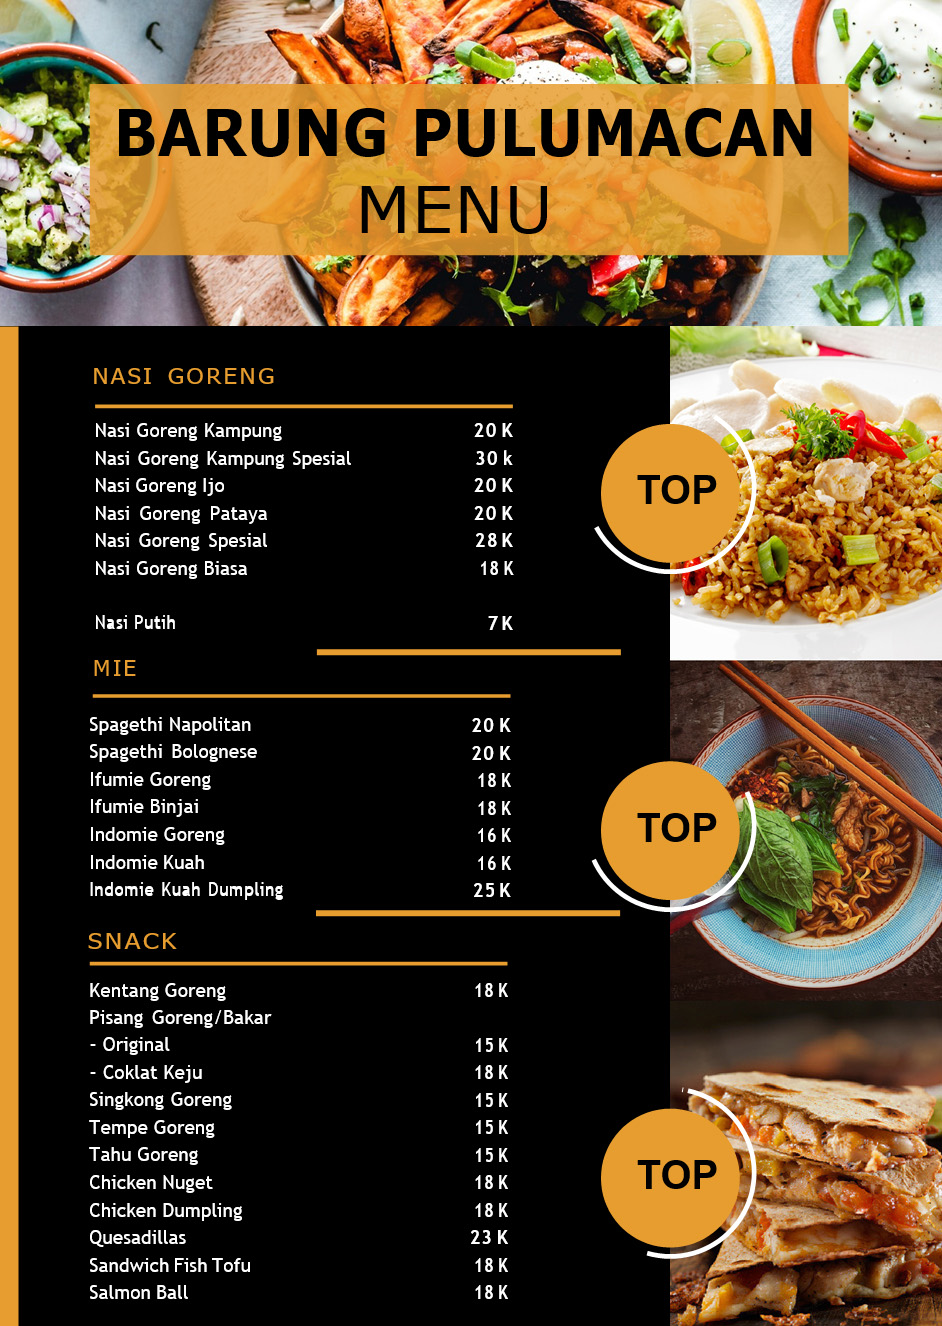 BARUNG PULUMACAN
MENU
NASI GORENG
Nasi Goreng Kampung 20 K
Nasi Goreng Kampung Spesial 30 k
Nasi Goreng Ijo 20 K
Nasi Goreng Pataya 20 K
Nasi Goreng Spesial 28 K
Nasi Goreng Biasa 18 K
Nasi Putih 7 K
TOP
MIE
Spagethi Napolitan 20 K
Spagethi Bolognese 20 K
Ifumie Goreng 18 K
Ifumie Binjai 18 K
Indomie Goreng 16 K
Indomie Kuah 16 K
Indomie Kuah Dumpling 25 K
TOP
SNACK
Kentang Goreng 18 K
Pisang Goreng/Bakar
- Original 15 K
- Coklat Keju 18 K
Singkong Goreng 15 K
Tempe Goreng 15 K
Tahu Goreng 15 K
Chicken Nuget 18 K
Chicken Dumpling 18 K
Quesadillas 23 K
Sandwich Fish Tofu 18 K
Salmon Ball 18 K
TOP